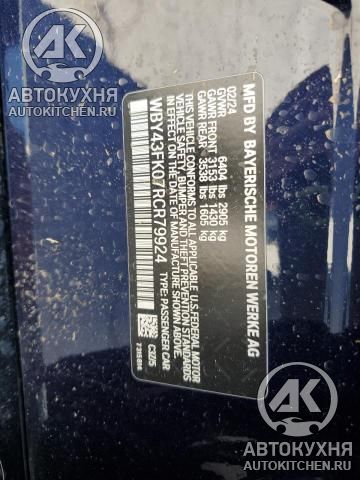 MFD BY BAYERISCHE MOTOREN WERKE AG
02/24
GVWR 6404 lbs 2905 kg
GAWR FRONT 3153 lbs 1430 kg
GAWR REAR 3538 lbs 1605 kg
THIS VEHICLE CONFORMS TO ALL APPLICABLE U.S. FEDERAL MOTOR
VEHICLE SAFETY, BUMPER AND THEFT PREVENTION STANDARDS
IN EFFECT ON THE DATE OF MANUFACTURE SHOWN ABOVE
WBY43FK07RCR79924 TYPE: PASSENGER CAR
C3275
AK
АВТОКУХНЯ
AUTOKITCHEN.RU
AK
АВТОКУХНЯ
AUTOKITCHEN.RU